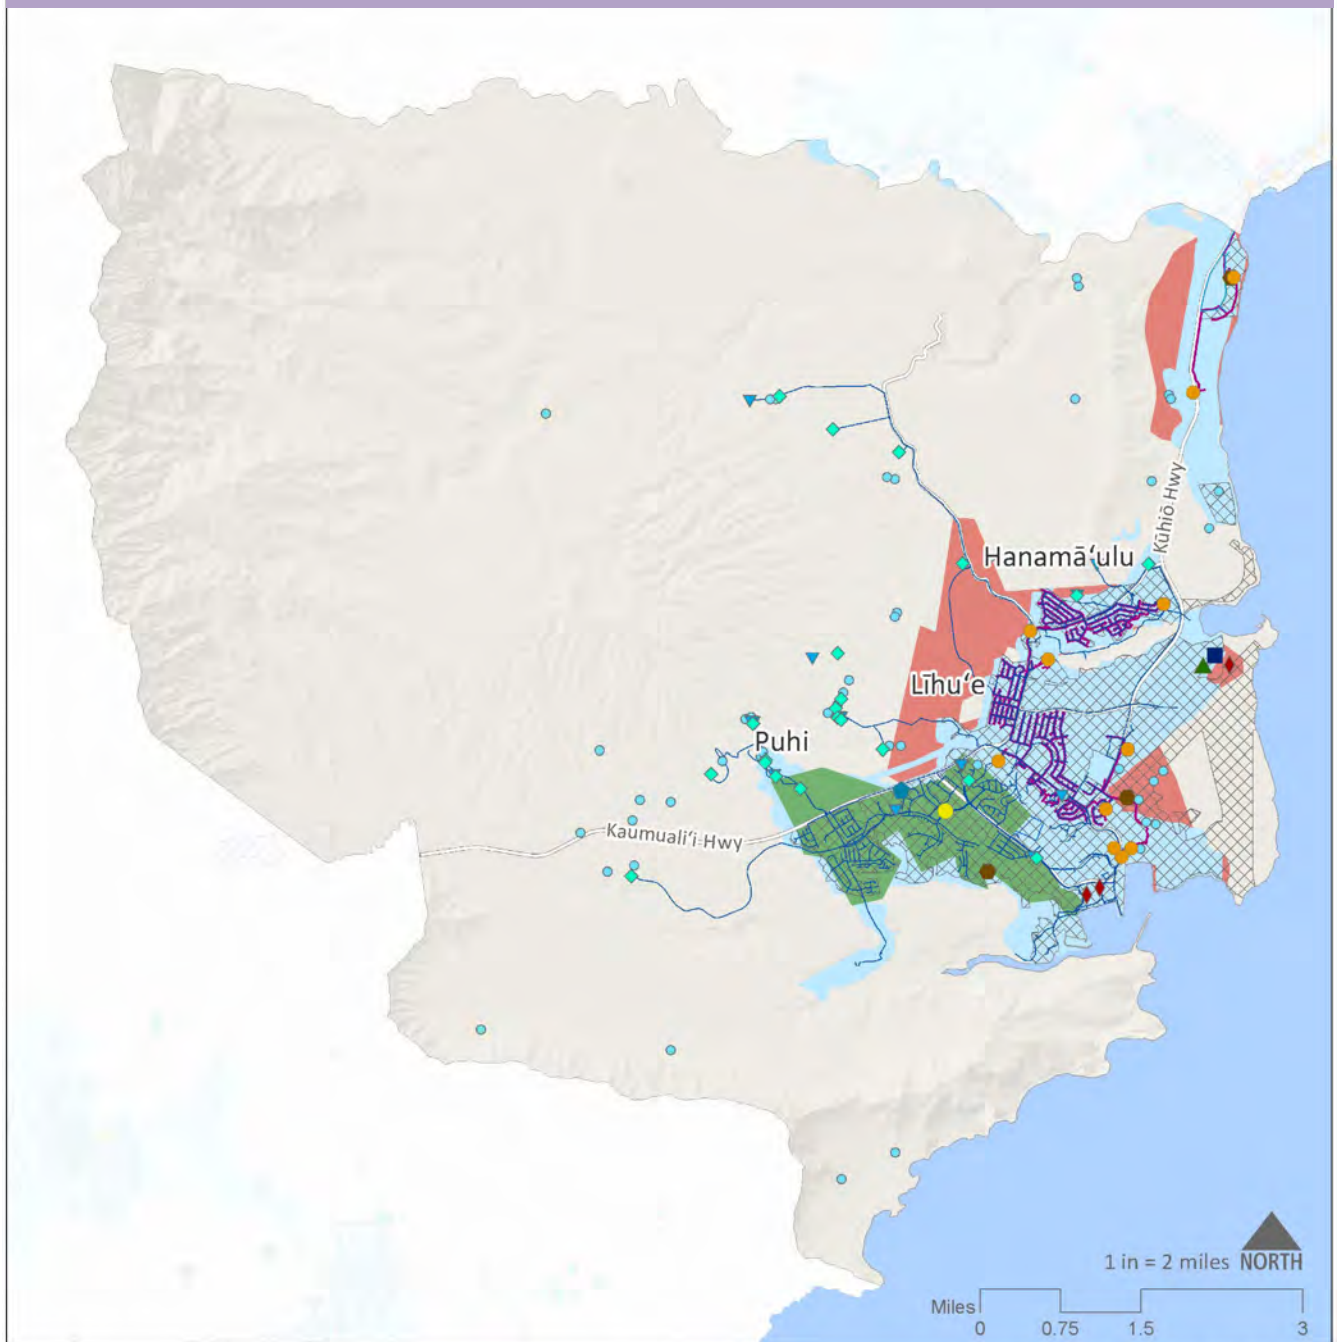 Kūhiō Hwy
Hanamāʻulu
Līhuʻe
Puhi
Kaumualiʻi Hwy
1 in = 2 miles NORTH
Miles
0 0.75 1.5 3